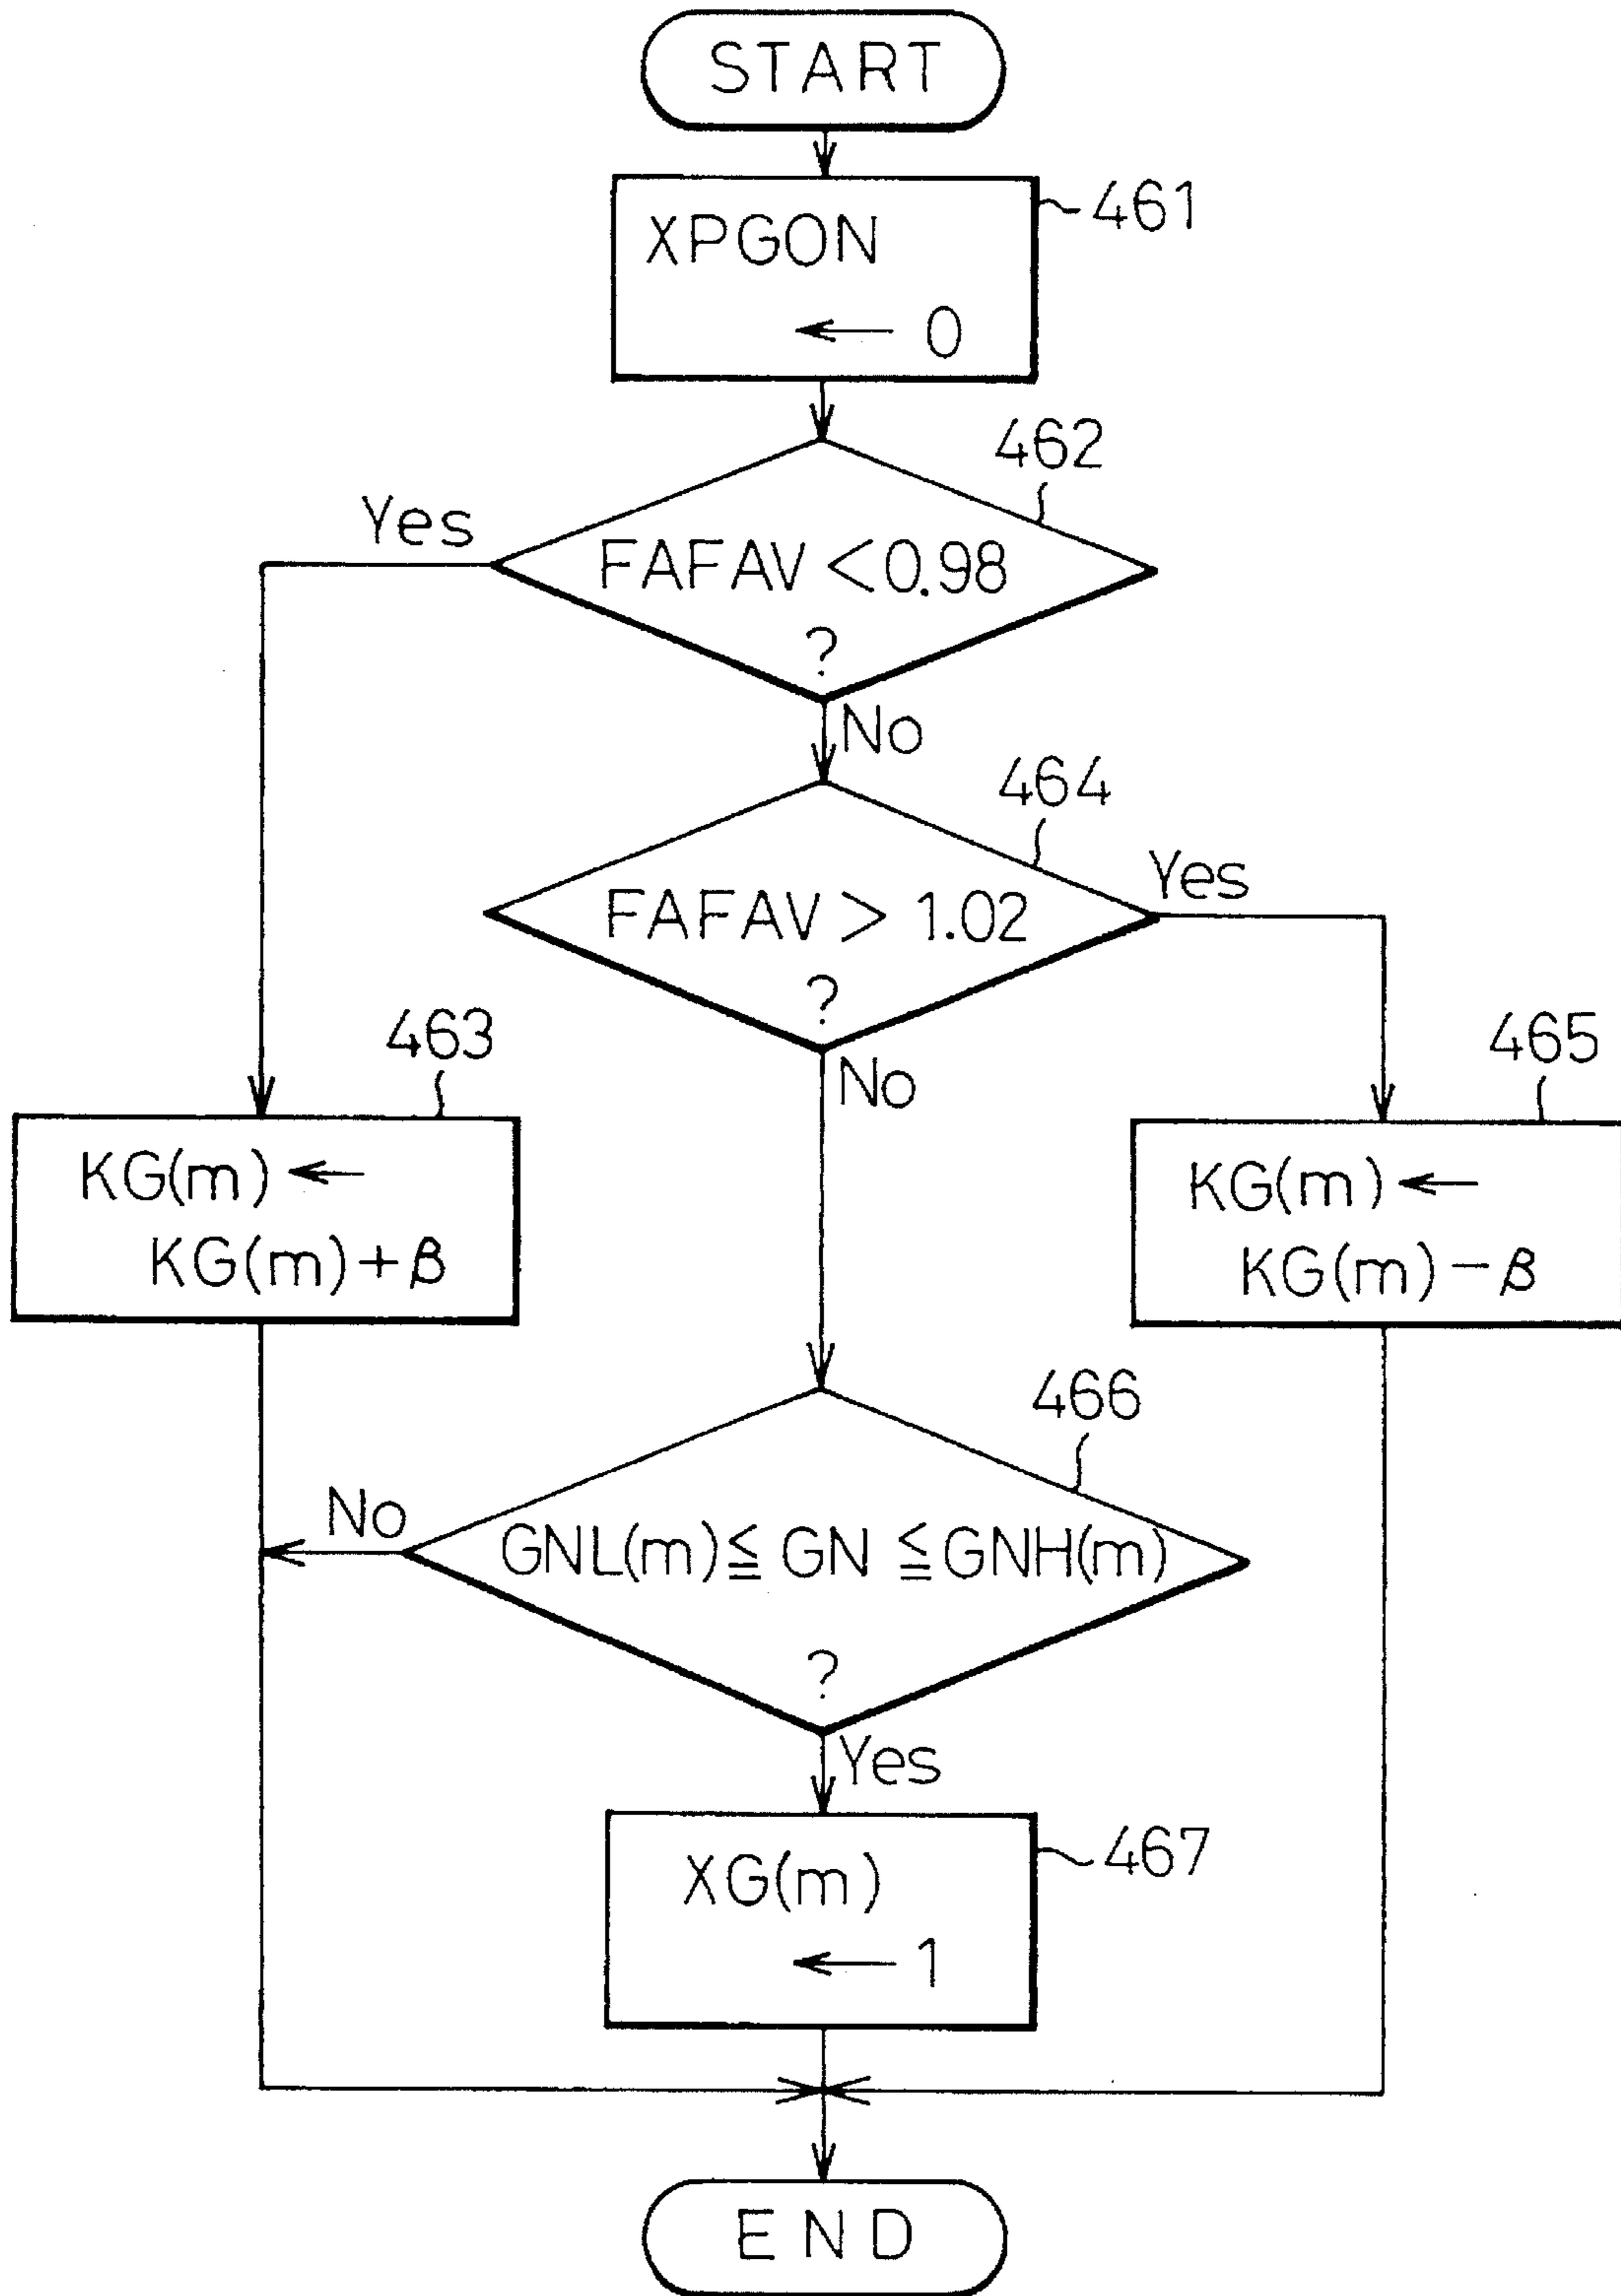 START
461
XPGON
← 0
462
Yes
FAFAV <0.98
?
No
464
Yes
FAFAV > 1.02
?
No
463
KG(m) ←
KG(m)+β
465
KG(m) ←
KG(m)-β
466
No
GNL(m)≦ GN ≦GNH(m)
?
Yes
467
XG(m)
← 1
END